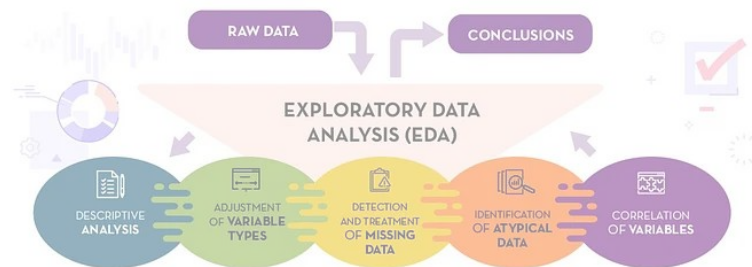 RAW DATA
CONCLUSIONS
EXPLORATORY DATA
ANALYSIS (EDA)
DESCRIPTIVE
ANALYSIS
ADJUSTMENT
OF VARIABLE
TYPES
DETECTION
AND TREATMENT
OF MISSING
DATA
IDENTIFICATION
OF ATYPICAL
DATA
CORRELATION
OF VARIABLES